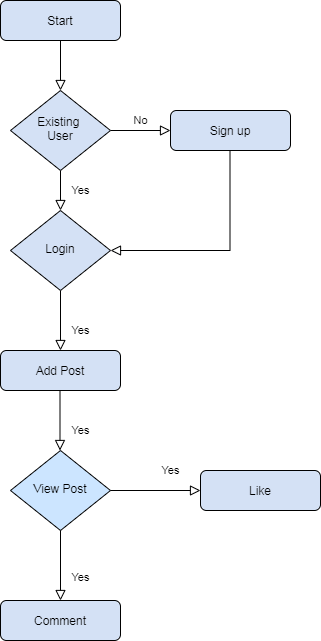 Start
Existing
User
No
Sign up
Yes
Login
Yes
Add Post
Yes
View Post
Yes
Like
Yes
Comment